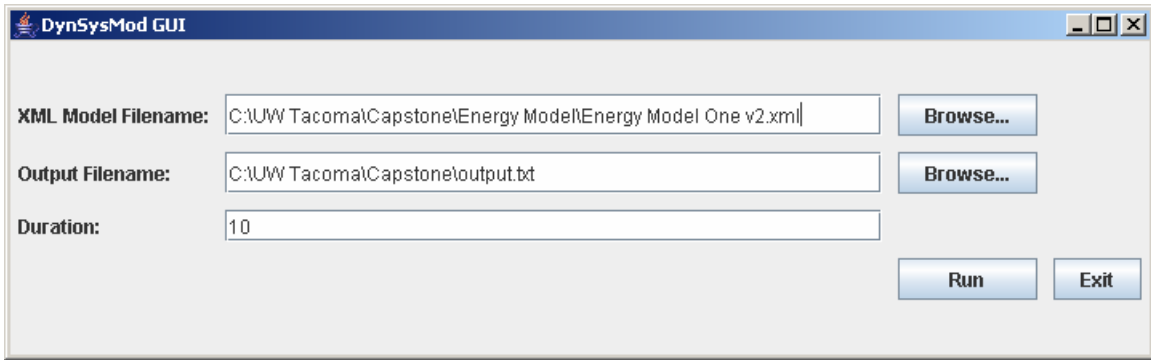 DynSysMod GUI
XML Model Filename: C:\UW Tacoma\Capstone\Energy Model\Energy Model One v2.xml Browse...
Output Filename: C:\UW Tacoma\Capstone\output.txt Browse...
Duration: 10
Run Exit